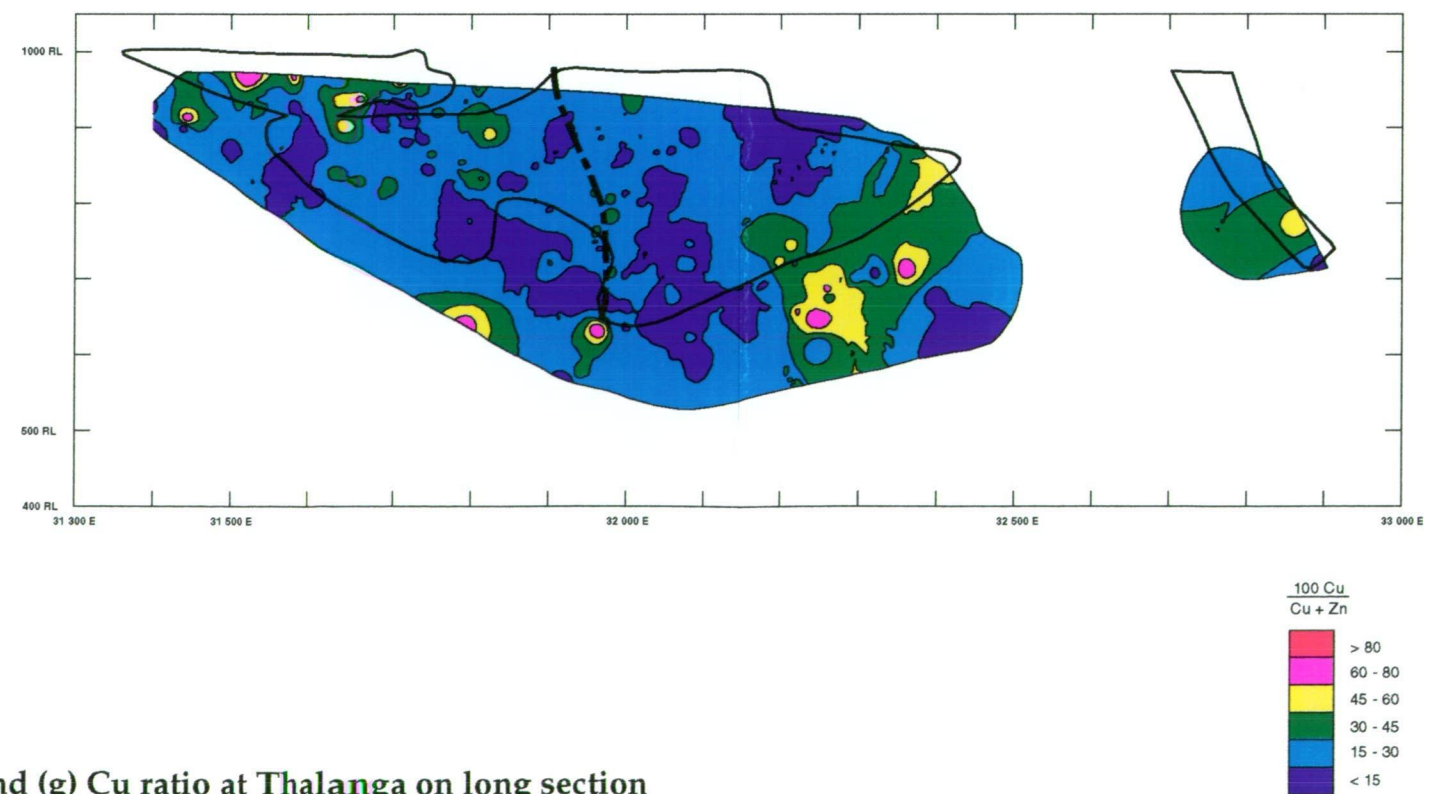 1000 RL
500 RL
400 RL
31 300 E
31 500 E
32 000 E
32 500 E
33 000 E
100 Cu
Cu + Zn
> 80
60 - 80
45 - 60
30 - 45
15 - 30
< 15
nd (g) Cu ratio at Thalanga on long section